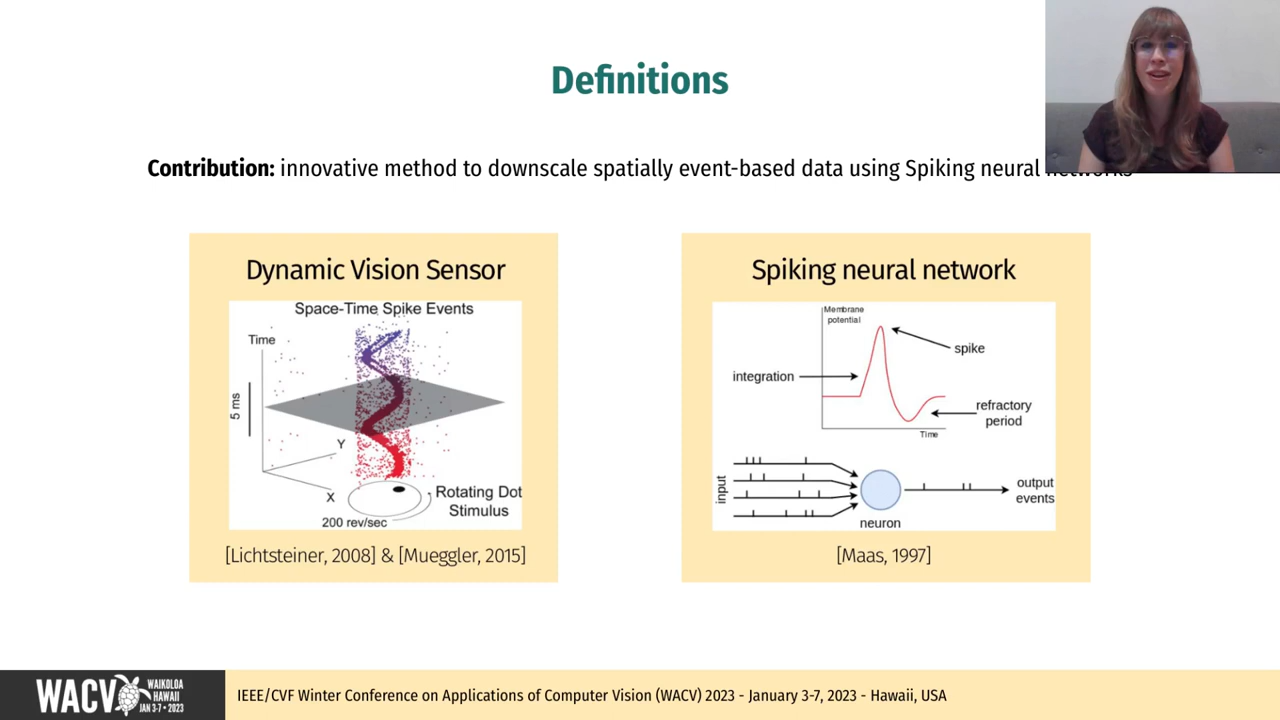 Definitions
Contribution: innovative method to downscale spatially event-based data using Spiking neural networks
Dynamic Vision Sensor
Space-Time Spike Events
Time
5 ms
Y
X
Rotating Dot
Stimulus
200 rev/sec
[Lichtsteiner, 2008] & [Mueggler, 2015]
Spiking neural network
Membrane
potential
spike
integration
refractory
period
Time
input
output
events
neuron
[Maas, 1997]
WACV
WAIKOLOA
HAWAII
JAN 3-7 • 2023
IEEE/CVF Winter Conference on Applications of Computer Vision (WACV) 2023 - January 3-7, 2023 - Hawaii, USA